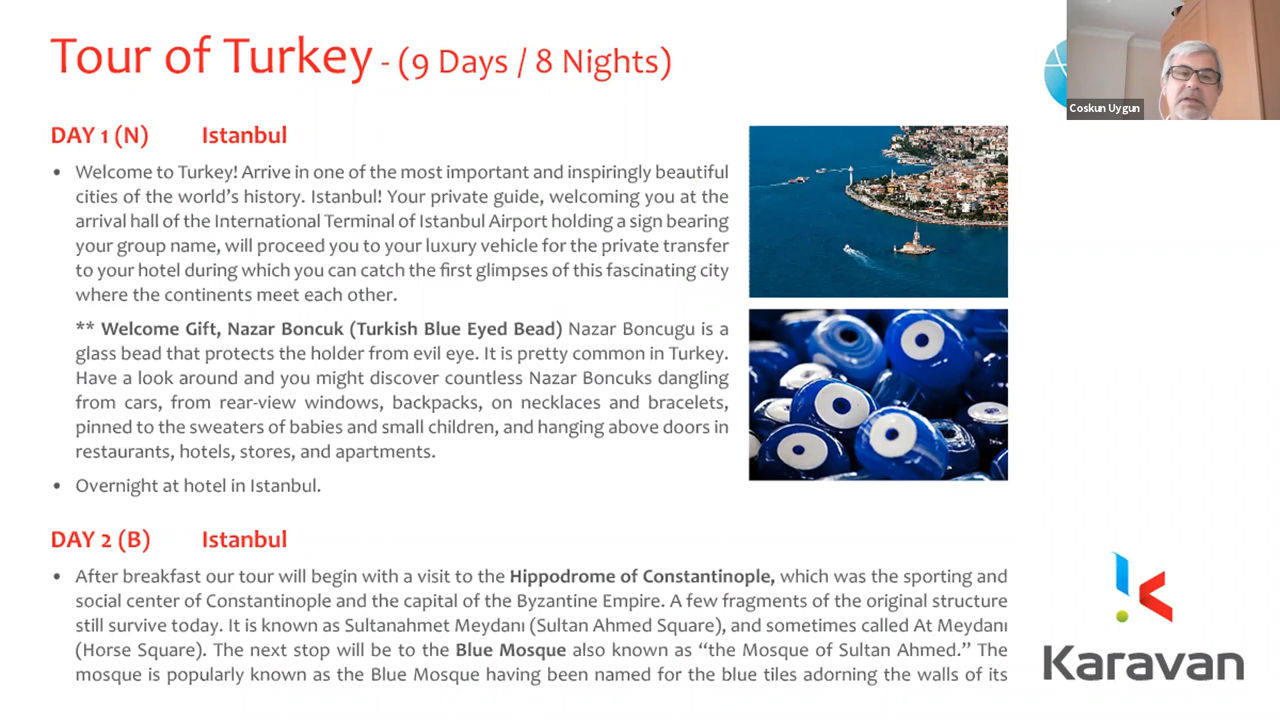 Tour of Turkey - (9 Days / 8 Nights)
Coskun Uygun
DAY 1 (N) Istanbul
• Welcome to Turkey! Arrive in one of the most important and inspiringly beautiful
cities of the world's history. Istanbul! Your private guide, welcoming you at the
arrival hall of the International Terminal of Istanbul Airport holding a sign bearing
your group name, will proceed you to your luxury vehicle for the private transfer
to your hotel during which you can catch the first glimpses of this fascinating city
where the continents meet each other.
** Welcome Gift, Nazar Boncuk (Turkish Blue Eyed Bead) Nazar Boncugu is a
glass bead that protects the holder from evil eye. It is pretty common in Turkey.
Have a look around and you might discover countless Nazar Boncuks dangling
from cars, from rear-view windows, backpacks, on necklaces and bracelets,
pinned to the sweaters of babies and small children, and hanging above doors in
restaurants, hotels, stores, and apartments.
• Overnight at hotel in Istanbul.
DAY 2 (B) Istanbul
• After breakfast our tour will begin with a visit to the Hippodrome of Constantinople, which was the sporting and
social center of Constantinople and the capital of the Byzantine Empire. A few fragments of the original structure
still survive today. It is known as Sultanahmet Meydanı (Sultan Ahmed Square), and sometimes called At Meydanı
(Horse Square). The next stop will be to the Blue Mosque also known as “the Mosque of Sultan Ahmed.” The
mosque is popularly known as the Blue Mosque having been named for the blue tiles adorning the walls of its
Karavan